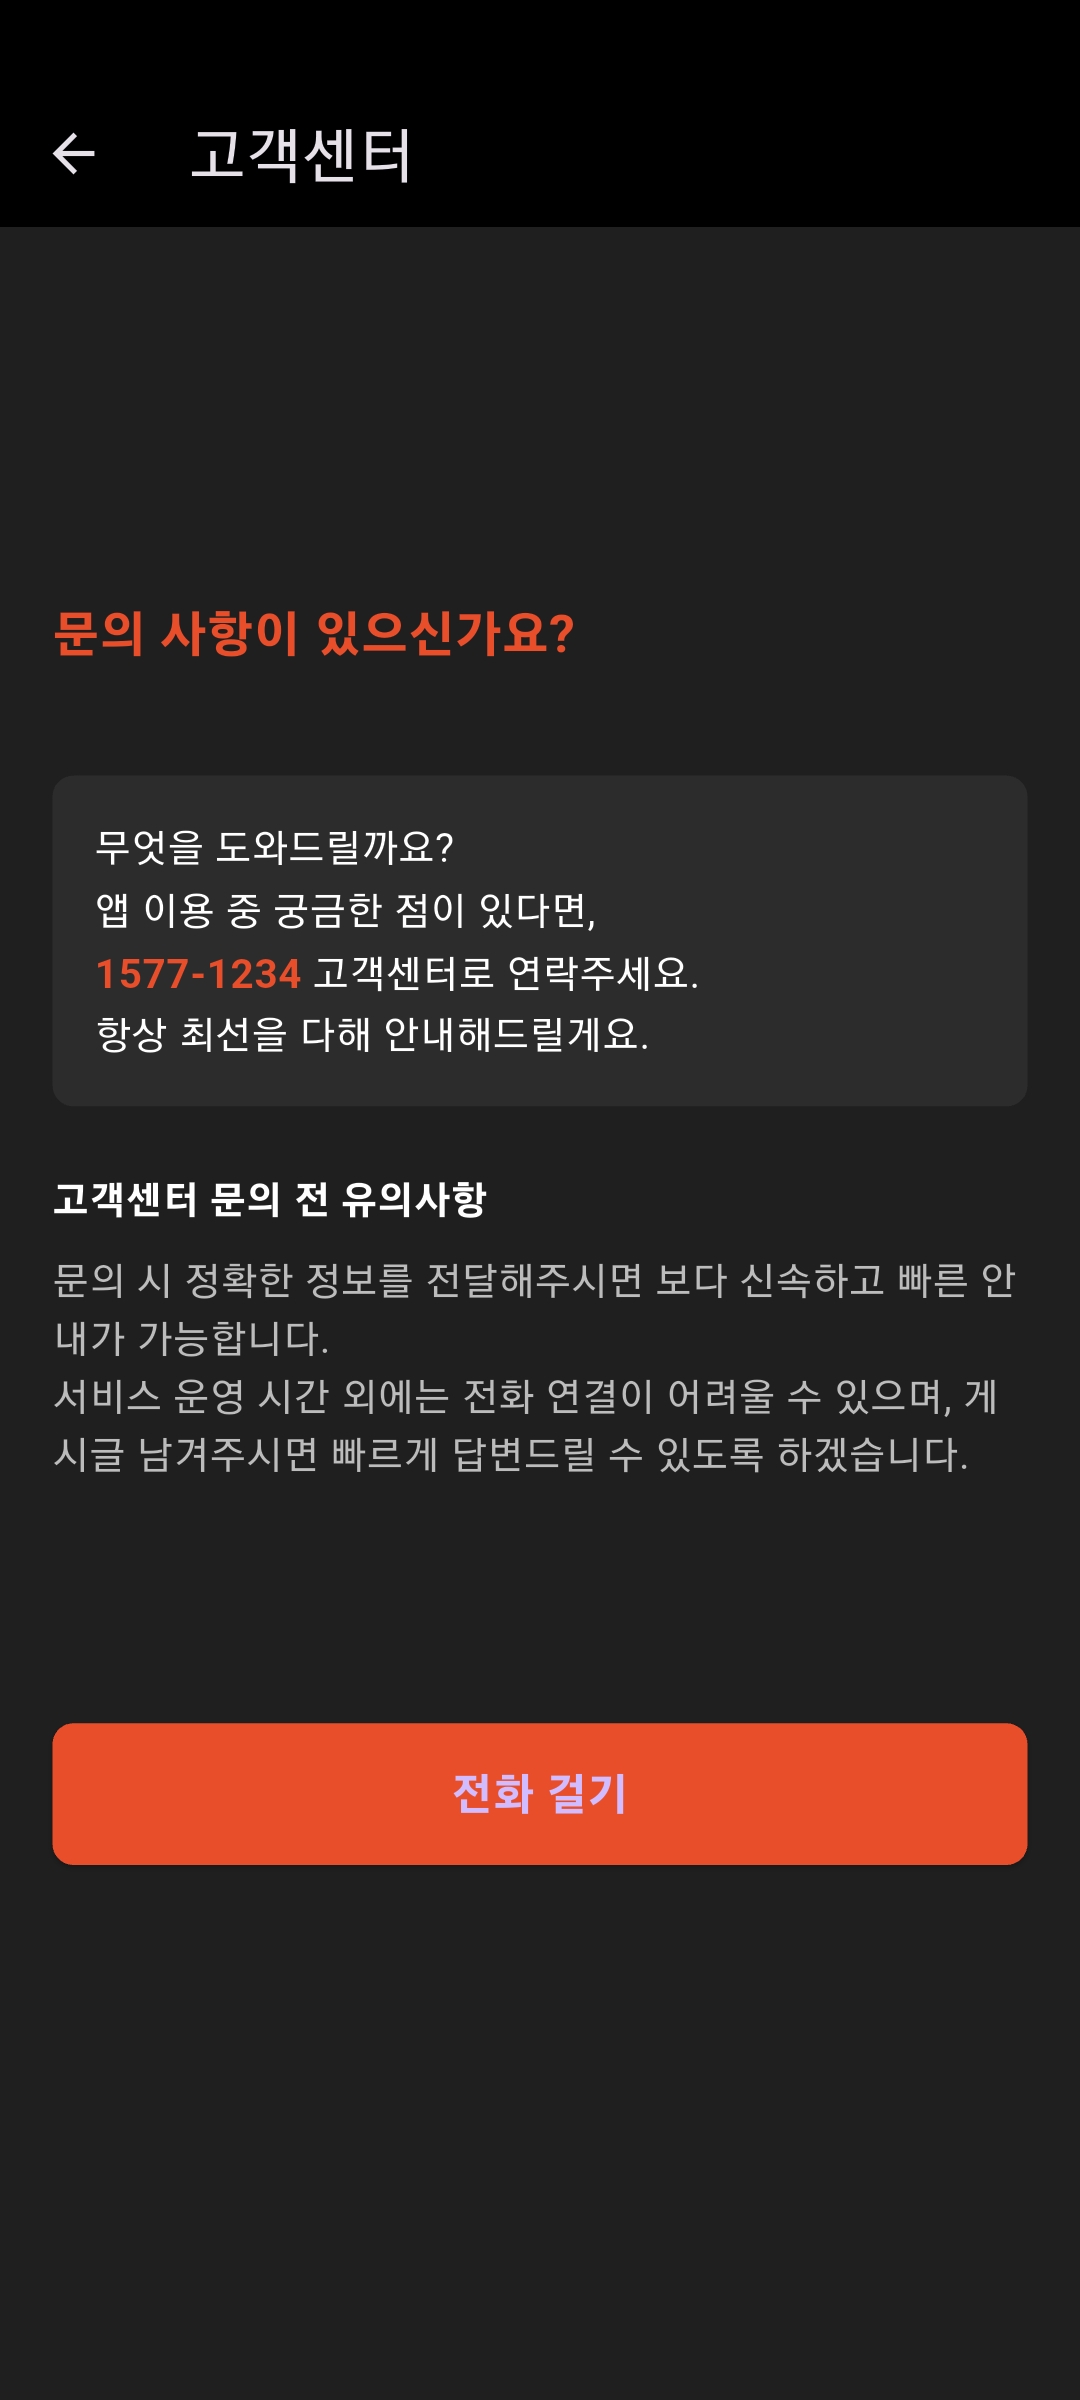 고객센터
문의 사항이 있으신가요?
무엇을 도와드릴까요?
앱 이용 중 궁금한 점이 있다면,
1577-1234 고객센터로 연락주세요.
항상 최선을 다해 안내해드릴게요.
고객센터 문의 전 유의사항
문의 시 정확한 정보를 전달해주시면 보다 신속하고 빠른 안
내가 가능합니다.
서비스 운영 시간 외에는 전화 연결이 어려울 수 있으며, 게
시글 남겨주시면 빠르게 답변드릴 수 있도록 하겠습니다.
전화 걸기